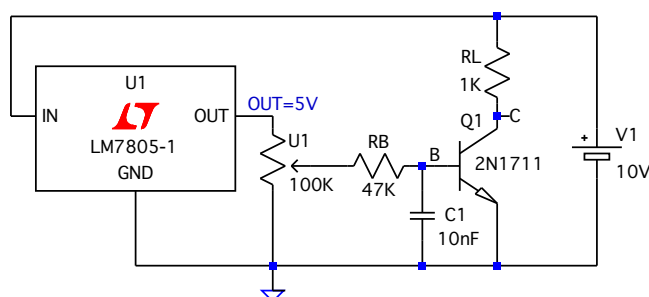 U1
IN
OUT
LM7805-1
GND
OUT=5V
U1
100K
RB
47K
B
C1
10nF
RL
1K
Q1
C
2N1711
+
V1
10V